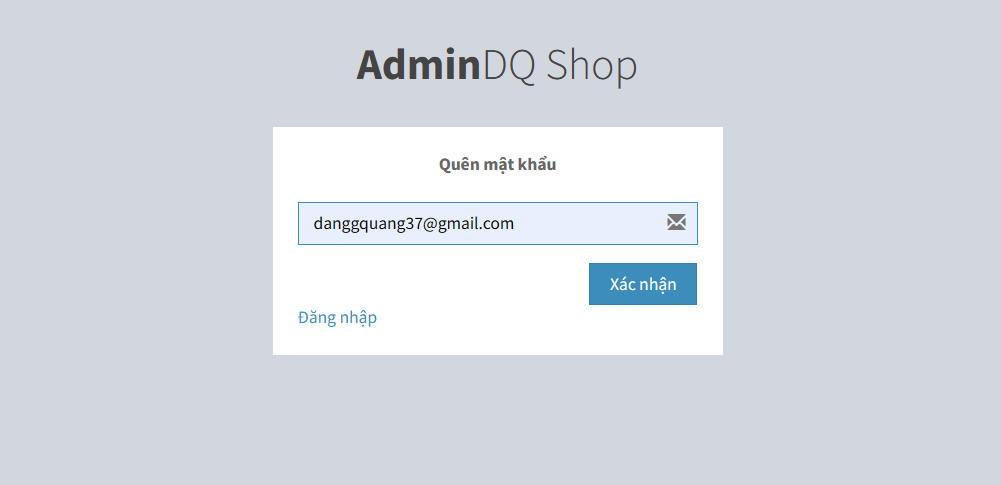 AdminDQ Shop
Quên mật khẩu
danggquang37@gmail.com
Xác nhận
Đăng nhập